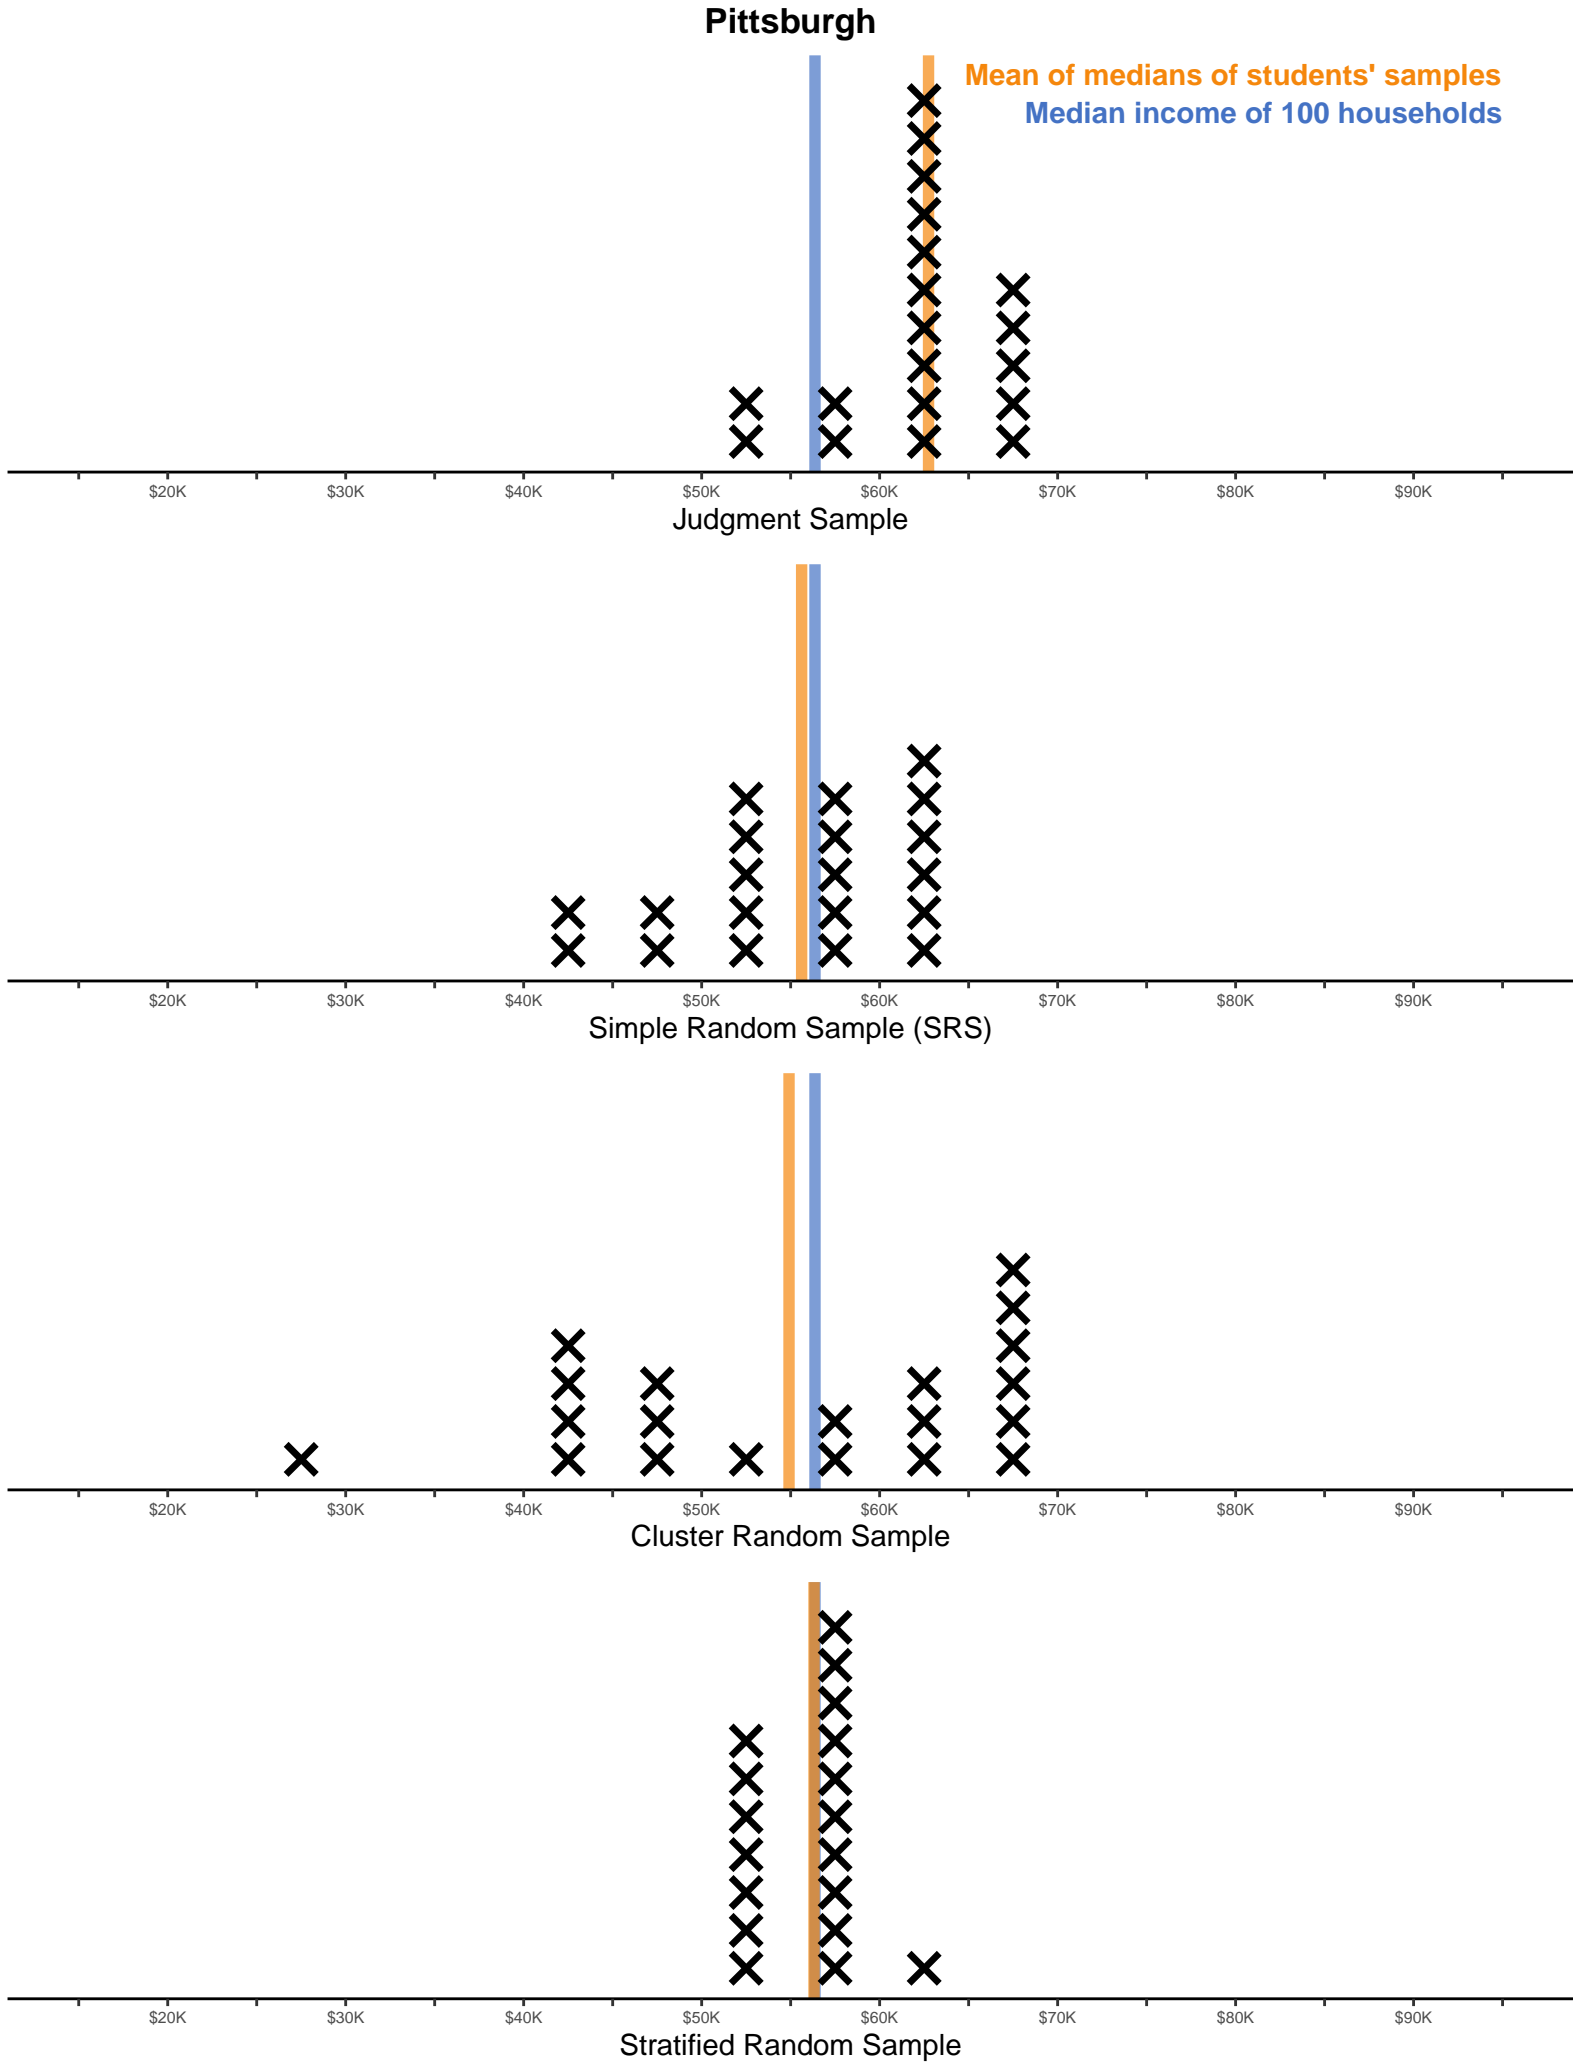 Pittsburgh
Mean of medians of students' samples
Median income of 100 households
$20K $30K $40K $50K $60K $70K $80K $90K
Judgment Sample
$20K $30K $40K $50K $60K $70K $80K $90K
Simple Random Sample (SRS)
$20K $30K $40K $50K $60K $70K $80K $90K
Cluster Random Sample
$20K $30K $40K $50K $60K $70K $80K $90K
Stratified Random Sample